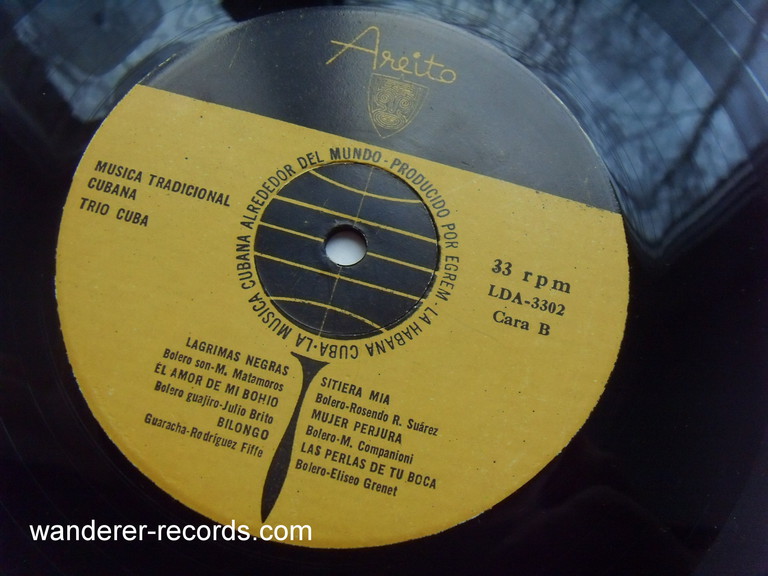 Areito
LA MUSICA CUBANA ALREDEDOR DEL MUNDO · PRODUCIDO POR EGREM · LA HABANA CUBA ·
MUSICA TRADICIONAL
CUBANA
TRIO CUBA
33 rpm
LDA-3302
Cara B
LAGRIMAS NEGRAS
Bolero son-M. Matamoros
EL AMOR DE MI BOHIO
Bolero guajiro-Julio Brito
BILONGO
Guaracha-Rodríguez Fiffe
SITIERA MIA
Bolero-Rosendo R. Suárez
MUJER PERJURA
Bolero-M. Companioni
LAS PERLAS DE TU BOCA
Bolero-Eliseo Grenet
wanderer-records.com